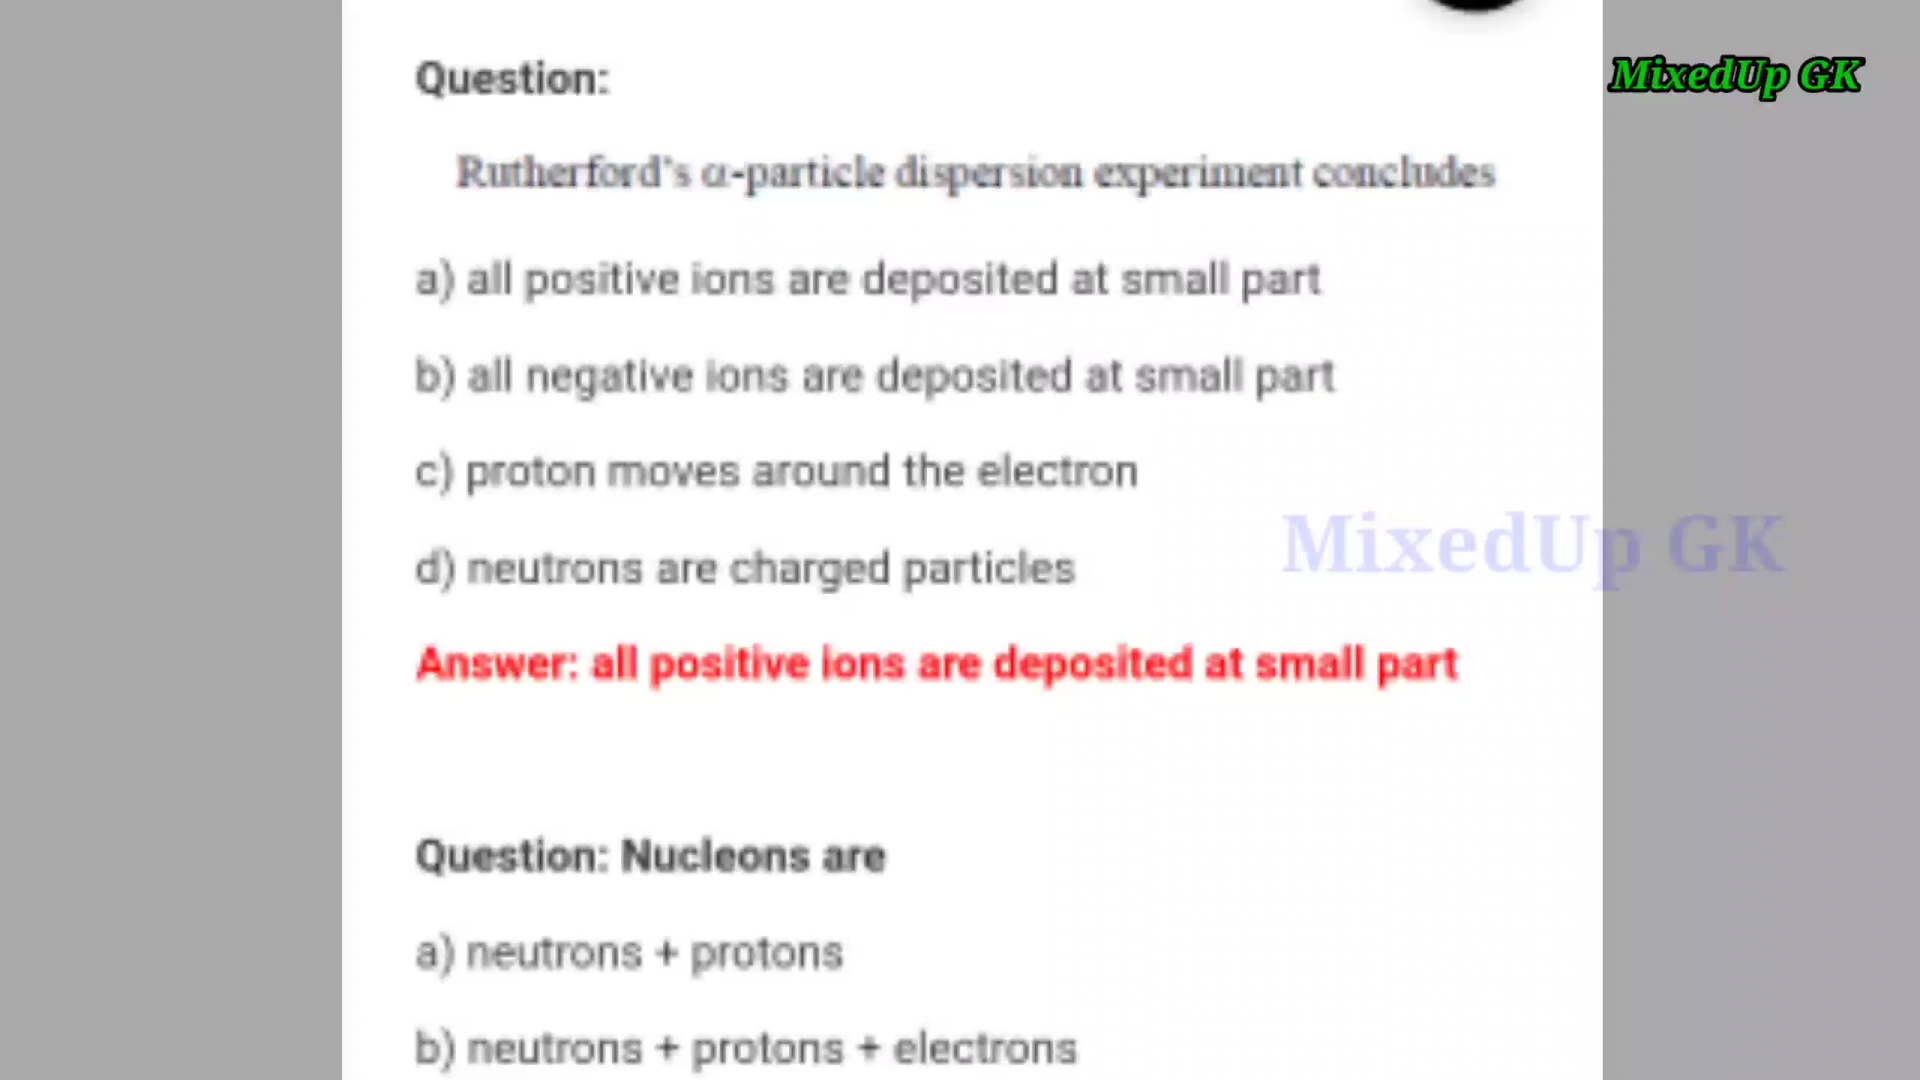 MixedUp GK
Question:
Rutherford's α-particle dispersion experiment concludes
a) all positive ions are deposited at small part
b) all negative ions are deposited at small part
c) proton moves around the electron
d) neutrons are charged particles
MixedUp GK
Answer: all positive ions are deposited at small part
Question: Nucleons are
a) neutrons + protons
b) neutrons + protons + electrons